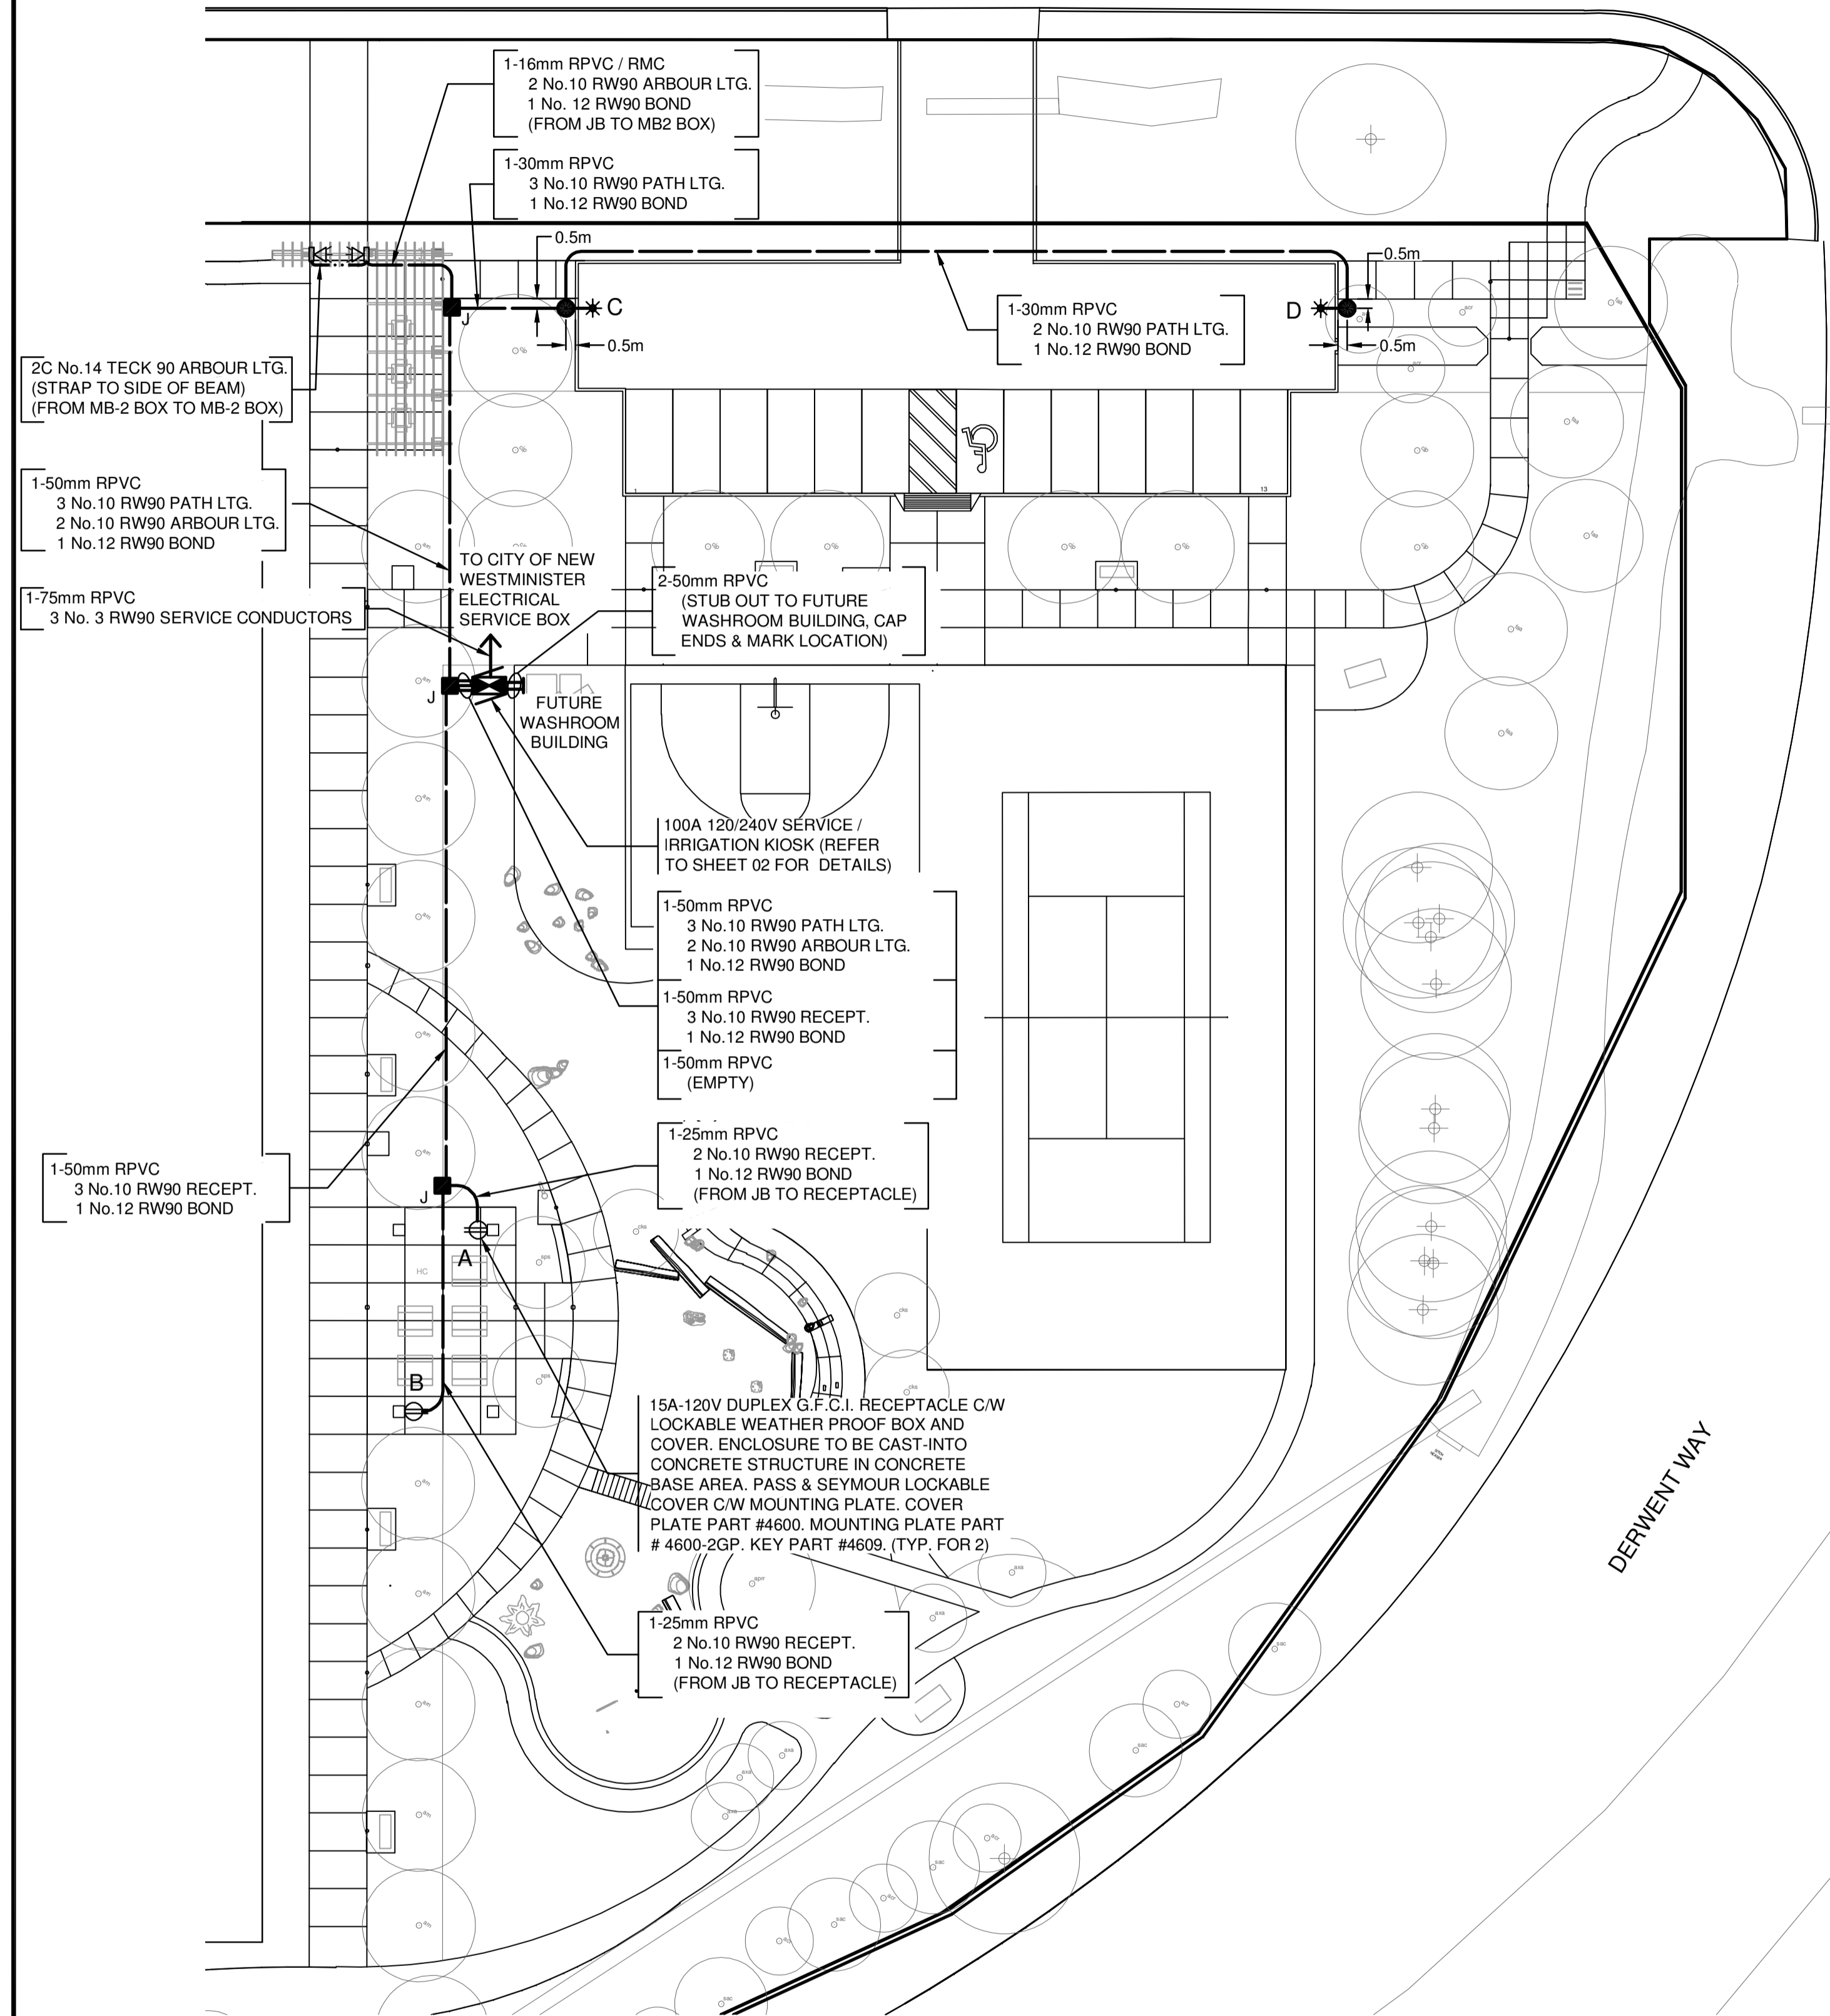 1-16mm RPVC / RMC
2 No.10 RW90 ARBOUR LTG.
1 No. 12 RW90 BOND
(FROM JB TO MB2 BOX)
1-30mm RPVC
3 No.10 RW90 PATH LTG.
1 No.12 RW90 BOND
0.5m
0.5m
C
J
0.5m
D
0.5m
1-30mm RPVC
2 No.10 RW90 PATH LTG.
1 No.12 RW90 BOND
2C No.14 TECK 90 ARBOUR LTG.
(STRAP TO SIDE OF BEAM)
(FROM MB-2 BOX TO MB-2 BOX)
1-50mm RPVC
3 No.10 RW90 PATH LTG.
2 No.10 RW90 ARBOUR LTG.
1 No.12 RW90 BOND
1
13
TO CITY OF NEW
WESTMINISTER
ELECTRICAL
SERVICE BOX
2-50mm RPVC
(STUB OUT TO FUTURE
WASHROOM BUILDING, CAP
ENDS & MARK LOCATION)
1-75mm RPVC
3 No. 3 RW90 SERVICE CONDUCTORS
J
FUTURE
WASHROOM
BUILDING
100A 120/240V SERVICE /
IRRIGATION KIOSK (REFER
TO SHEET 02 FOR DETAILS)
1-50mm RPVC
3 No.10 RW90 PATH LTG.
2 No.10 RW90 ARBOUR LTG.
1 No.12 RW90 BOND
1-50mm RPVC
3 No.10 RW90 RECEPT.
1 No.12 RW90 BOND
1-50mm RPVC
(EMPTY)
1-25mm RPVC
2 No.10 RW90 RECEPT.
1 No.12 RW90 BOND
(FROM JB TO RECEPTACLE)
1-50mm RPVC
3 No.10 RW90 RECEPT.
1 No.12 RW90 BOND
J
A
HC
B
15A-120V DUPLEX G.F.C.I. RECEPTACLE C/W
LOCKABLE WEATHER PROOF BOX AND
COVER. ENCLOSURE TO BE CAST-INTO
CONCRETE STRUCTURE IN CONCRETE
BASE AREA. PASS & SEYMOUR LOCKABLE
COVER C/W MOUNTING PLATE. COVER
PLATE PART #4600. MOUNTING PLATE PART
# 4600-2GP. KEY PART #4609. (TYP. FOR 2)
DERWENT WAY
1-25mm RPVC
2 No.10 RW90 RECEPT.
1 No.12 RW90 BOND
(FROM JB TO RECEPTACLE)